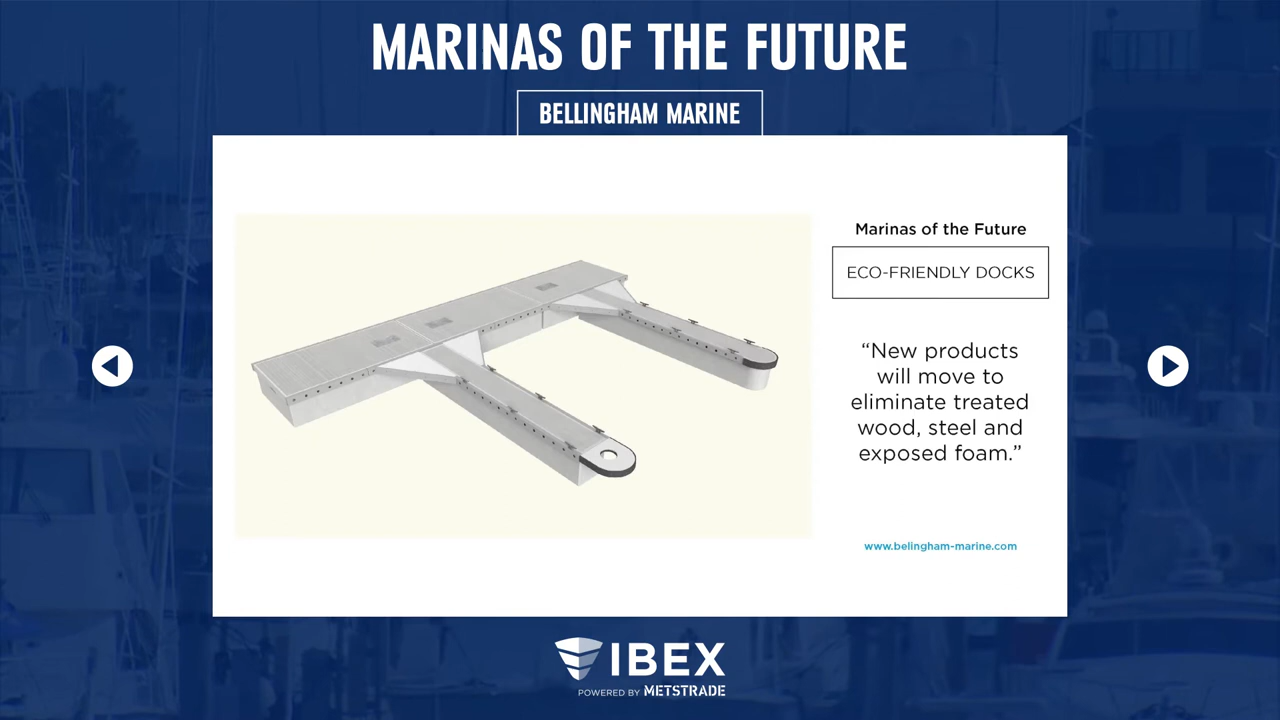 MARINAS OF THE FUTURE
BELLINGHAM MARINE
Marinas of the Future
ECO-FRIENDLY DOCKS
“New products
will move to
eliminate treated
wood, steel and
exposed foam.”
www.belingham-marine.com
IBEX
POWERED BY METSTRADE